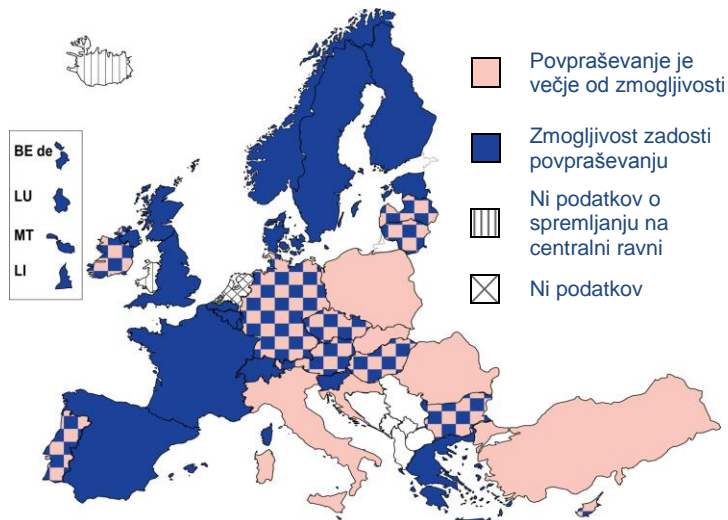 Povpraševanje je
večje od zmogljivosti
Zmogljivost zadosti
povpraševanju
Ni podatkov o
spremljanju na
centralni ravni
Ni podatkov
BE de
LU
MT
LI